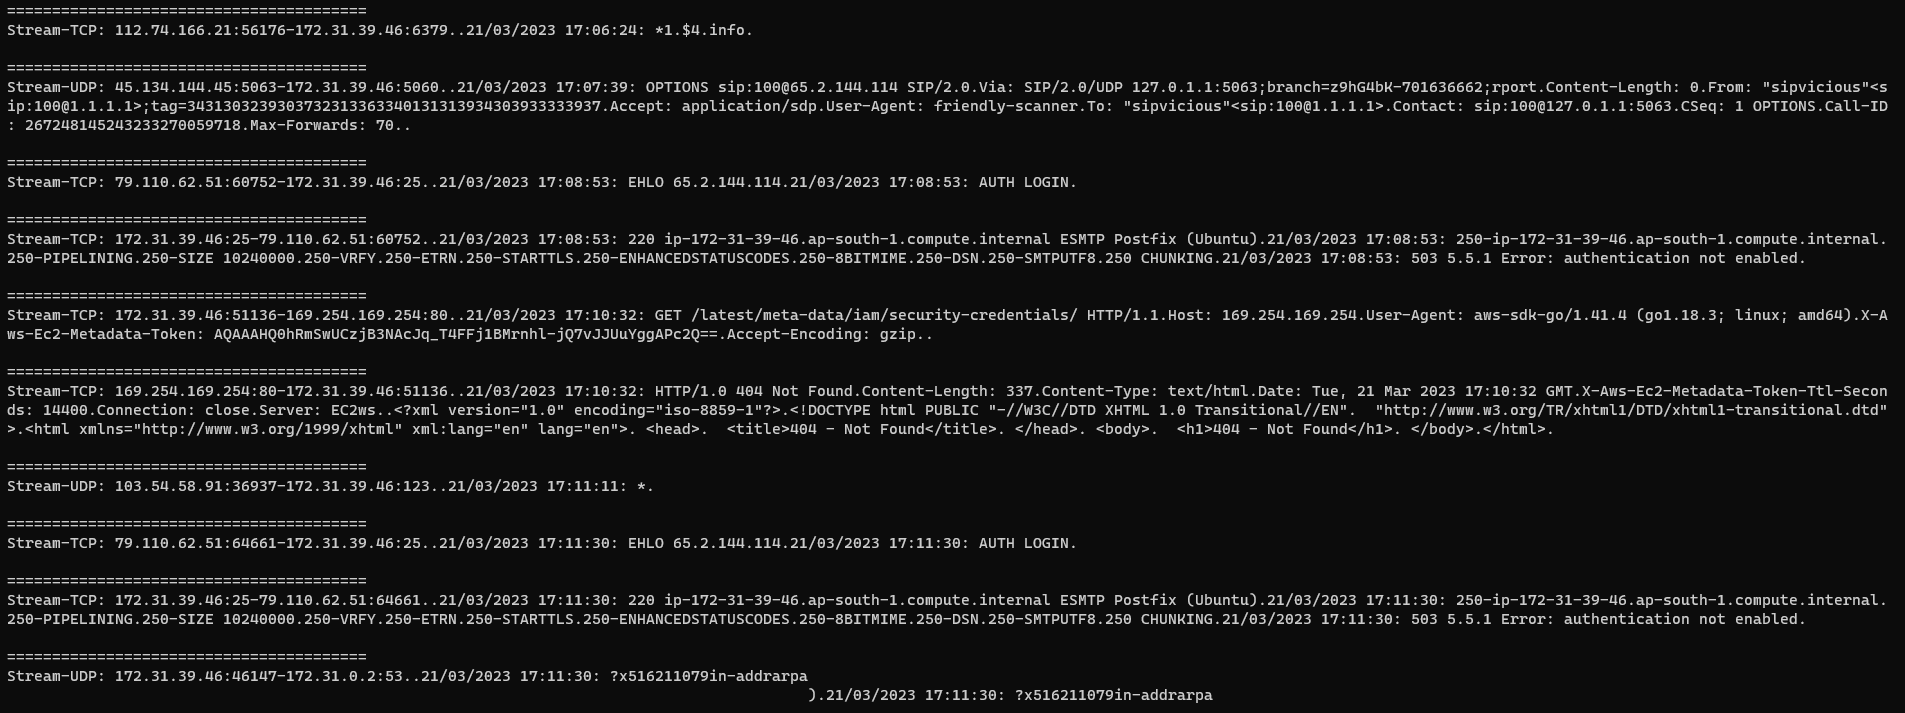 ========================================
Stream-TCP: 112.74.166.21:56176-172.31.39.46:6379..21/03/2023 17:06:24: *1.$4.info.
========================================
Stream-UDP: 45.134.144.45:5063-172.31.39.46:5060..21/03/2023 17:07:39: OPTIONS sip:100@65.2.144.114 SIP/2.0.Via: SIP/2.0/UDP 127.0.1.1:5063;branch=z9hG4bK-701636662;rport.Content-Length: 0.From: "sipvicious"<s
ip:100@1.1.1.1>;tag=3431303239303732313363340131313934303933333937.Accept: application/sdp.User-Agent: friendly-scanner.To: "sipvicious"<sip:100@1.1.1.1>.Contact: sip:100@127.0.1.1:5063.CSeq: 1 OPTIONS.Call-ID
: 267248145243233270059718.Max-Forwards: 70..
========================================
Stream-TCP: 79.110.62.51:60752-172.31.39.46:25..21/03/2023 17:08:53: EHLO 65.2.144.114.21/03/2023 17:08:53: AUTH LOGIN.
========================================
Stream-TCP: 172.31.39.46:25-79.110.62.51:60752..21/03/2023 17:08:53: 220 ip-172-31-39-46.ap-south-1.compute.internal ESMTP Postfix (Ubuntu).21/03/2023 17:08:53: 250-ip-172-31-39-46.ap-south-1.compute.internal.
250-PIPELINING.250-SIZE 10240000.250-VRFY.250-ETRN.250-STARTTLS.250-ENHANCEDSTATUSCODES.250-8BITMIME.250-DSN.250-SMTPUTF8.250 CHUNKING.21/03/2023 17:08:53: 503 5.5.1 Error: authentication not enabled.
========================================
Stream-TCP: 172.31.39.46:51136-169.254.169.254:80..21/03/2023 17:10:32: GET /latest/meta-data/iam/security-credentials/ HTTP/1.1.Host: 169.254.169.254.User-Agent: aws-sdk-go/1.41.4 (go1.18.3; linux; amd64).X-A
ws-Ec2-Metadata-Token: AQAAAHQ0hRmSwUCzjB3NAcJq_T4FFj1BMrnhl-jQ7vJJUuYggAPc2Q==.Accept-Encoding: gzip..
========================================
Stream-TCP: 169.254.169.254:80-172.31.39.46:51136..21/03/2023 17:10:32: HTTP/1.0 404 Not Found.Content-Length: 337.Content-Type: text/html.Date: Tue, 21 Mar 2023 17:10:32 GMT.X-Aws-Ec2-Metadata-Token-Ttl-Secon
ds: 14400.Connection: close.Server: EC2ws..<?xml version="1.0" encoding="iso-8859-1"?>.<!DOCTYPE html PUBLIC "-//W3C//DTD XHTML 1.0 Transitional//EN".  "http://www.w3.org/TR/xhtml1/DTD/xhtml1-transitional.dtd"
>.<html xmlns="http://www.w3.org/1999/xhtml" xml:lang="en" lang="en">. <head>.  <title>404 - Not Found</title>. </head>. <body>.  <h1>404 - Not Found</h1>. </body>.</html>.
========================================
Stream-UDP: 103.54.58.91:36937-172.31.39.46:123..21/03/2023 17:11:11: *.
========================================
Stream-TCP: 79.110.62.51:64661-172.31.39.46:25..21/03/2023 17:11:30: EHLO 65.2.144.114.21/03/2023 17:11:30: AUTH LOGIN.
========================================
Stream-TCP: 172.31.39.46:25-79.110.62.51:64661..21/03/2023 17:11:30: 220 ip-172-31-39-46.ap-south-1.compute.internal ESMTP Postfix (Ubuntu).21/03/2023 17:11:30: 250-ip-172-31-39-46.ap-south-1.compute.internal.
250-PIPELINING.250-SIZE 10240000.250-VRFY.250-ETRN.250-STARTTLS.250-ENHANCEDSTATUSCODES.250-8BITMIME.250-DSN.250-SMTPUTF8.250 CHUNKING.21/03/2023 17:11:30: 503 5.5.1 Error: authentication not enabled.
========================================
Stream-UDP: 172.31.39.46:46147-172.31.0.2:53..21/03/2023 17:11:30: ?x516211079in-addrarpa
).21/03/2023 17:11:30: ?x516211079in-addrarpa